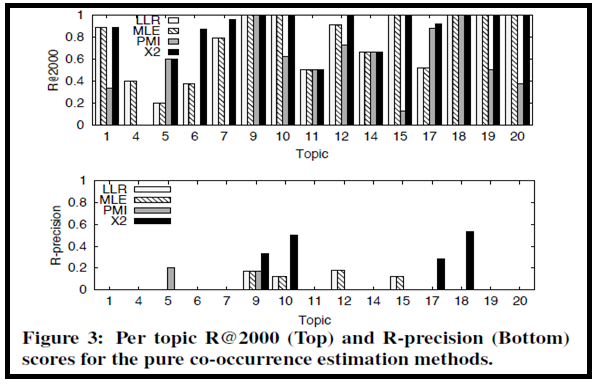 LLR
MLE
PMI
X2
R@2000
1
0.8
0.6
0.4
0.2
0
1 4 5 6 7 9 10 11 12 14 15 17 18 19 20
Topic
LLR
MLE
PMI
X2
R-precision
1
0.8
0.6
0.4
0.2
0
1 4 5 6 7 9 10 11 12 14 15 17 18 19 20
Topic
Figure 3: Per topic R@2000 (Top) and R-precision (Bottom)
scores for the pure co-occurrence estimation methods.